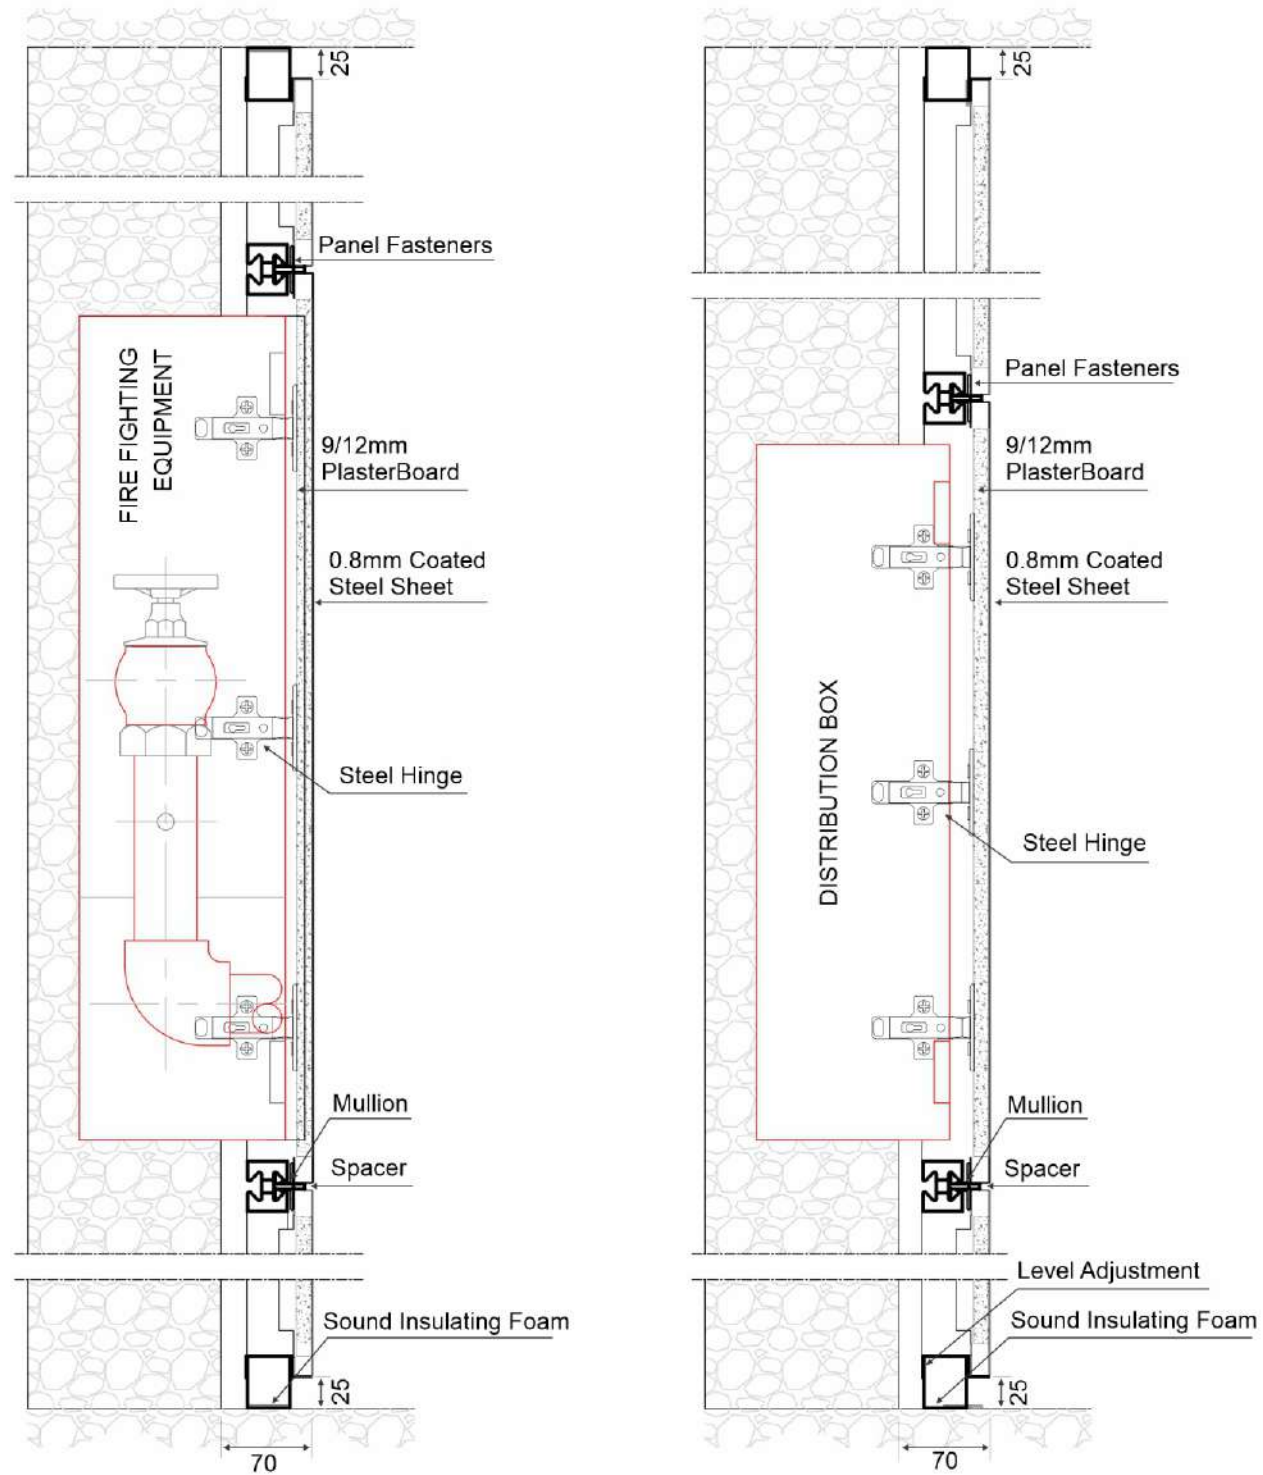 25
Panel Fasteners
FIRE FIGHTING
EQUIPMENT
9/12mm
PlasterBoard
0.8mm Coated
Steel Sheet
Steel Hinge
Mullion
Spacer
Sound Insulating Foam
25
70
25
Panel Fasteners
9/12mm
PlasterBoard
0.8mm Coated
Steel Sheet
DISTRIBUTION BOX
Steel Hinge
Mullion
Spacer
Level Adjustment
Sound Insulating Foam
25
70